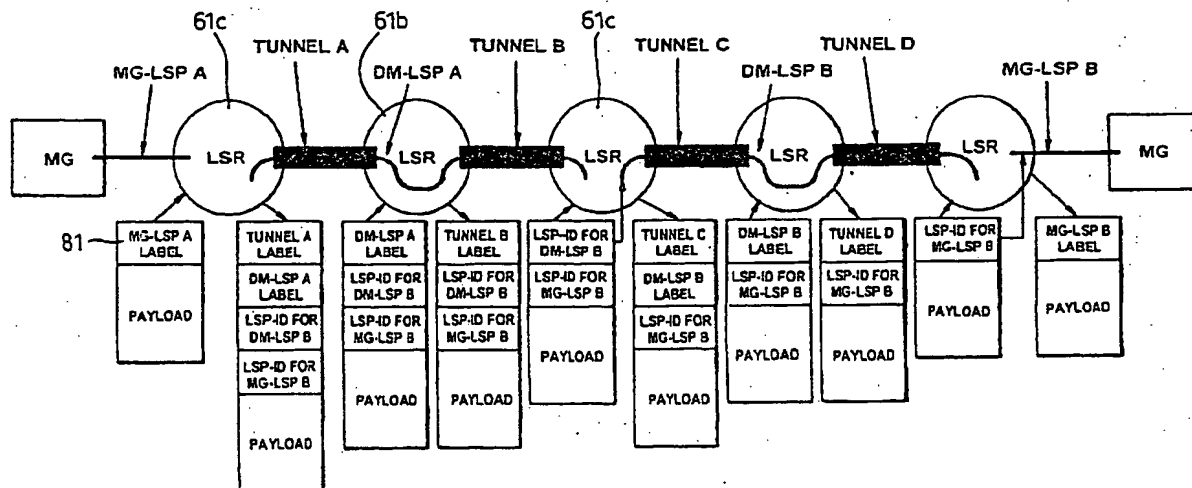 61c
61b
61c
TUNNEL A
TUNNEL B
TUNNEL C
TUNNEL D
MG-LSP A
DM-LSP A
DM-LSP B
MG-LSP B
MG
LSR
LSR
LSR
LSR
LSR
MG
81
MG-LSP A
LABEL
PAYLOAD
TUNNEL A
LABEL
DM-LSP A
LABEL
LSP-ID FOR
DM-LSP B
LSP-ID FOR
MG-LSP B
PAYLOAD
DM-LSP A
LABEL
LSP-ID FOR
DM-LSP B
LSP-ID FOR
MG-LSP B
PAYLOAD
TUNNEL B
LABEL
LSP-ID FOR
DM-LSP B
LSP-ID FOR
MG-LSP B
PAYLOAD
LSP-ID FOR
DM-LSP B
LSP-ID FOR
MG-LSP B
PAYLOAD
TUNNEL C
LABEL
DM-LSP B
LABEL
LSP-ID FOR
MG-LSP B
PAYLOAD
DM-LSP B
LABEL
LSP-ID FOR
MG-LSP B
PAYLOAD
TUNNEL D
LABEL
LSP-ID FOR
MG-LSP B
PAYLOAD
LSP-ID FOR
MG-LSP B
PAYLOAD
MG-LSP B
LABEL
PAYLOAD